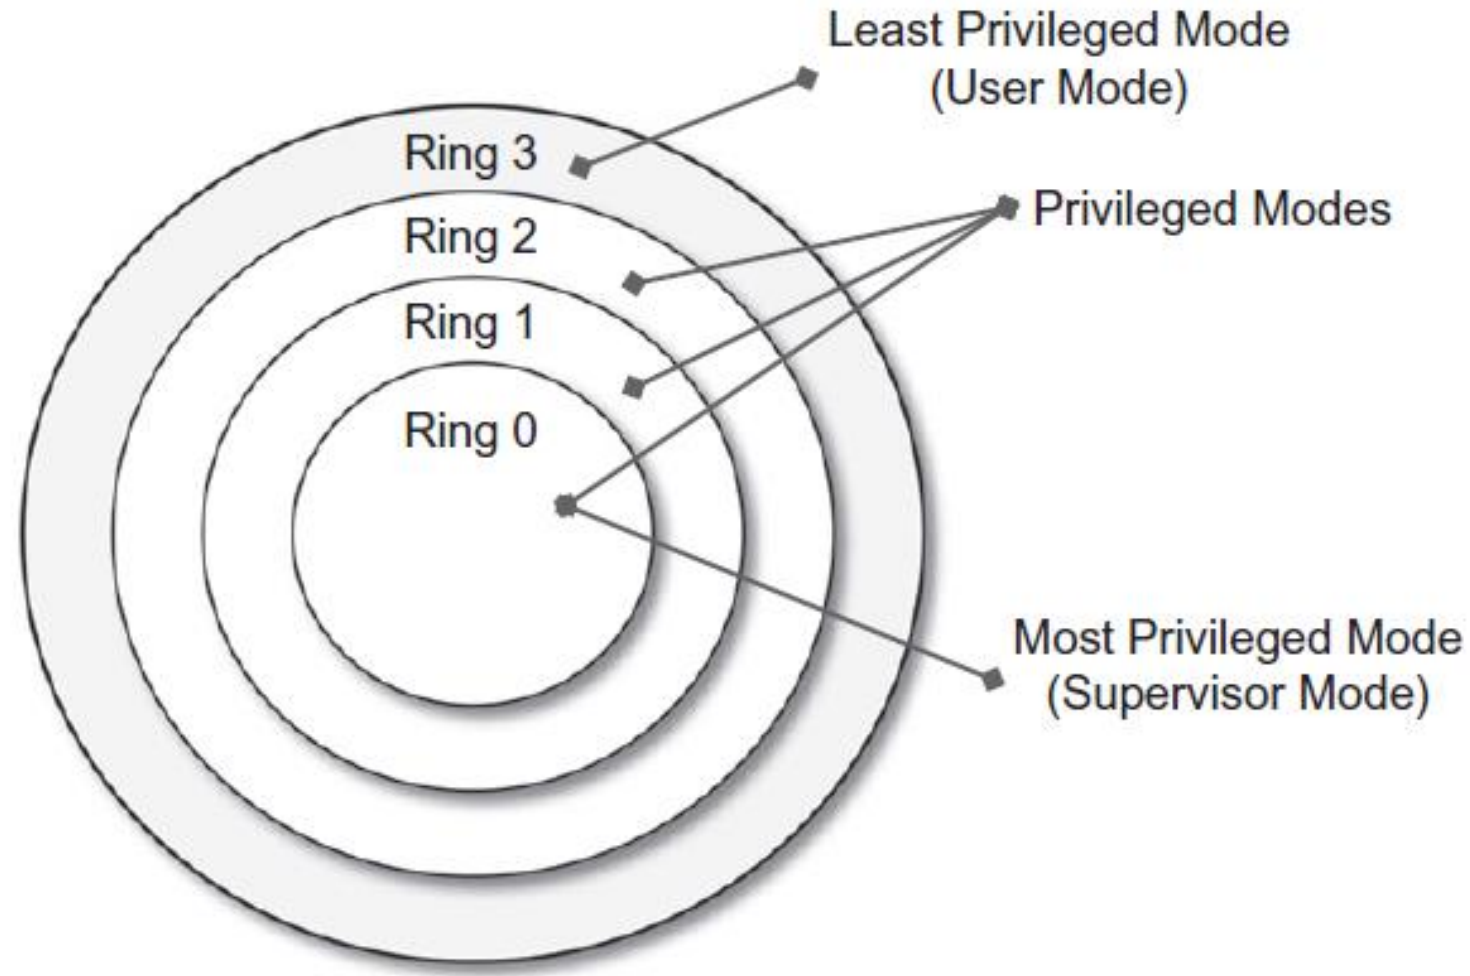 Least Privileged Mode
(User Mode)
Ring 3
Privileged Modes
Ring 2
Ring 1
Ring 0
Most Privileged Mode
(Supervisor Mode)